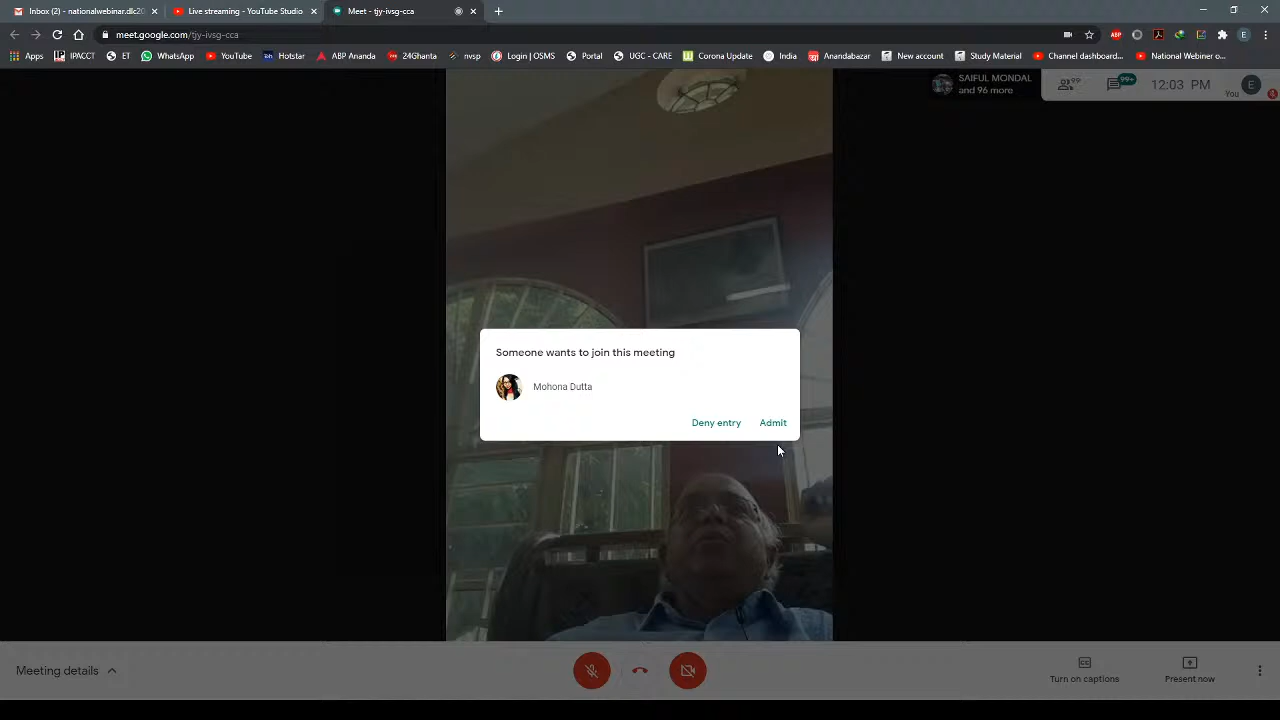 Inbox (0) - nationalwebinar.dlc20
Live streaming - YouTube Studio
Meet - tjy-ivsg-cca
meet.google.com/tjy-ivsg-cca
Apps
IPACCT
ET
WhatsApp
YouTube
Hotstar
ABP Ananda
24Ghanta
nvsp
Login | OSMS
Portal
UGC - CARE
Corona Update
India
Anandabazar
New account
Study Material
Channel dashboard...
National Webinar o...
SAIFUL MONDAL
and 96 more
99
99+
12:03 PM
You
E
Someone wants to join this meeting
Mohona Dutta
Deny entry
Admit
Meeting details
Turn on captions
Present now